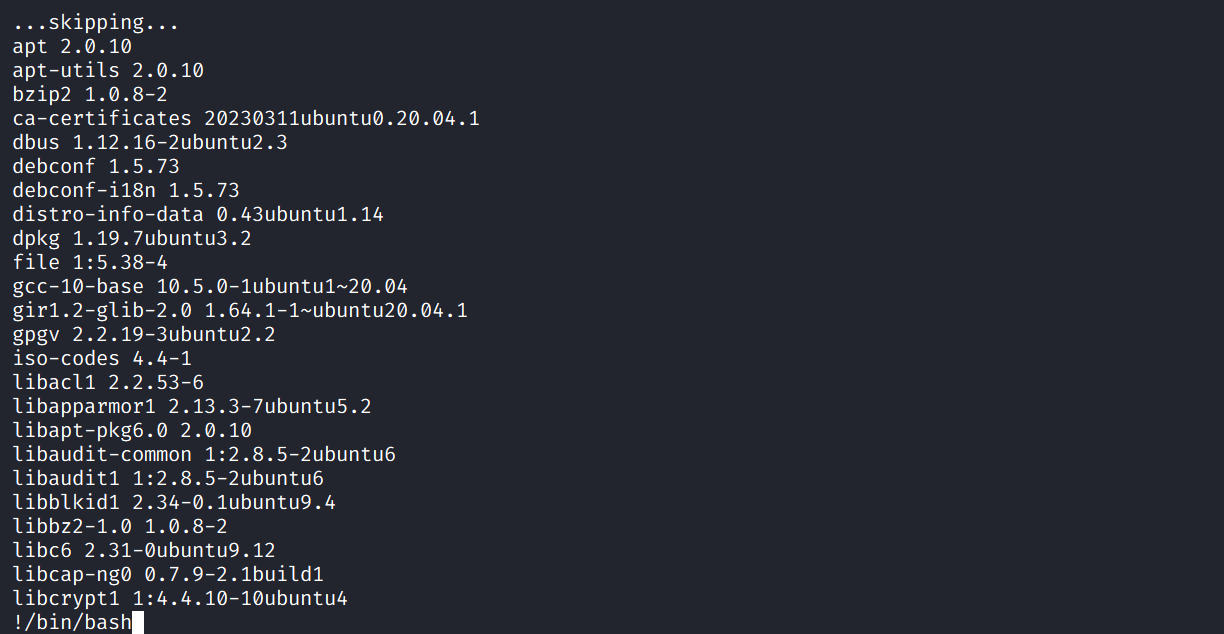 ...skipping...
apt 2.0.10
apt-utils 2.0.10
bzip2 1.0.8-2
ca-certificates 20230311ubuntu0.20.04.1
dbus 1.12.16-2ubuntu2.3
debconf 1.5.73
debconf-i18n 1.5.73
distro-info-data 0.43ubuntu1.14
dpkg 1.19.7ubuntu3.2
file 1:5.38-4
gcc-10-base 10.5.0-1ubuntu1~20.04
gir1.2-glib-2.0 1.64.1-1~ubuntu20.04.1
gpgv 2.2.19-3ubuntu2.2
iso-codes 4.4-1
libacl1 2.2.53-6
libapparmor1 2.13.3-7ubuntu5.2
libapt-pkg6.0 2.0.10
libaudit-common 1:2.8.5-2ubuntu6
libaudit1 1:2.8.5-2ubuntu6
libblkid1 2.34-0.1ubuntu9.4
libbz2-1.0 1.0.8-2
libc6 2.31-0ubuntu9.12
libcap-ng0 0.7.9-2.1build1
libcrypt1 1:4.4.10-10ubuntu4
!/bin/bash